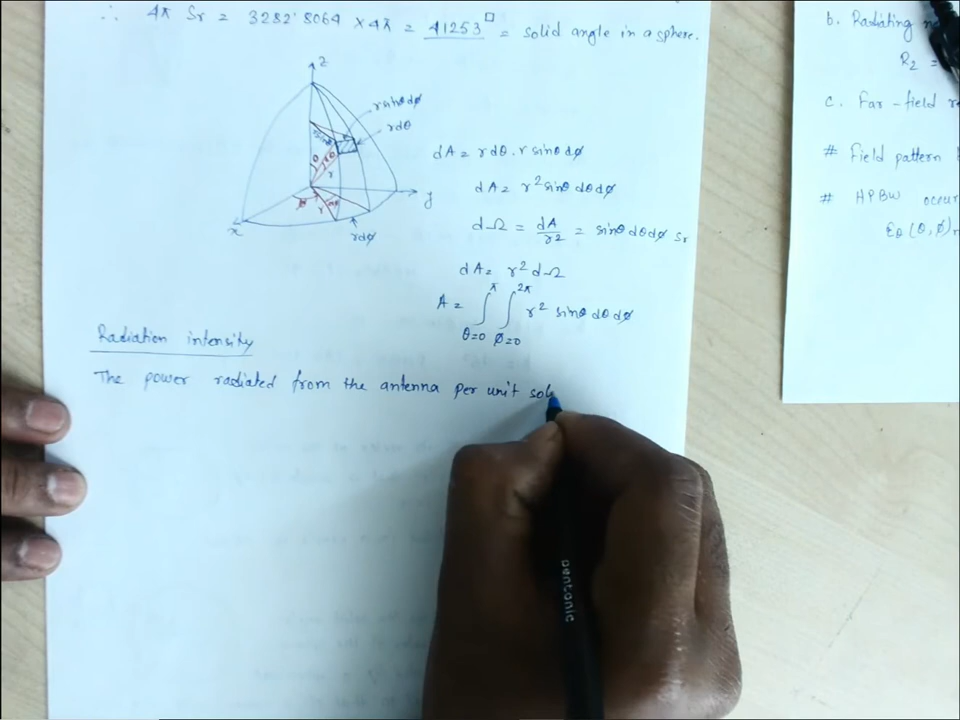 ∴ 4π Sr = 3282.8064 × 4π = 41253□ = solid angle in a sphere.
z
r sinθ dϕ
r dθ
θ
r
y
x
rdϕ
dA = r dθ . r sinθ dϕ
dA = r² sinθ dθ dϕ
dΩ = dA/r² = sinθ dθ dϕ Sr
dA = r² dΩ
A = ∫ θ=0 π ∫ ϕ=0 2π r² sinθ dθ dϕ
Radiation intensity
The power radiated from the antenna per unit soli
b. Radiating
R₂ =
c. Far-field
# Field pattern
# HPBW occur
Eθ(θ,ϕ)n
pentonic